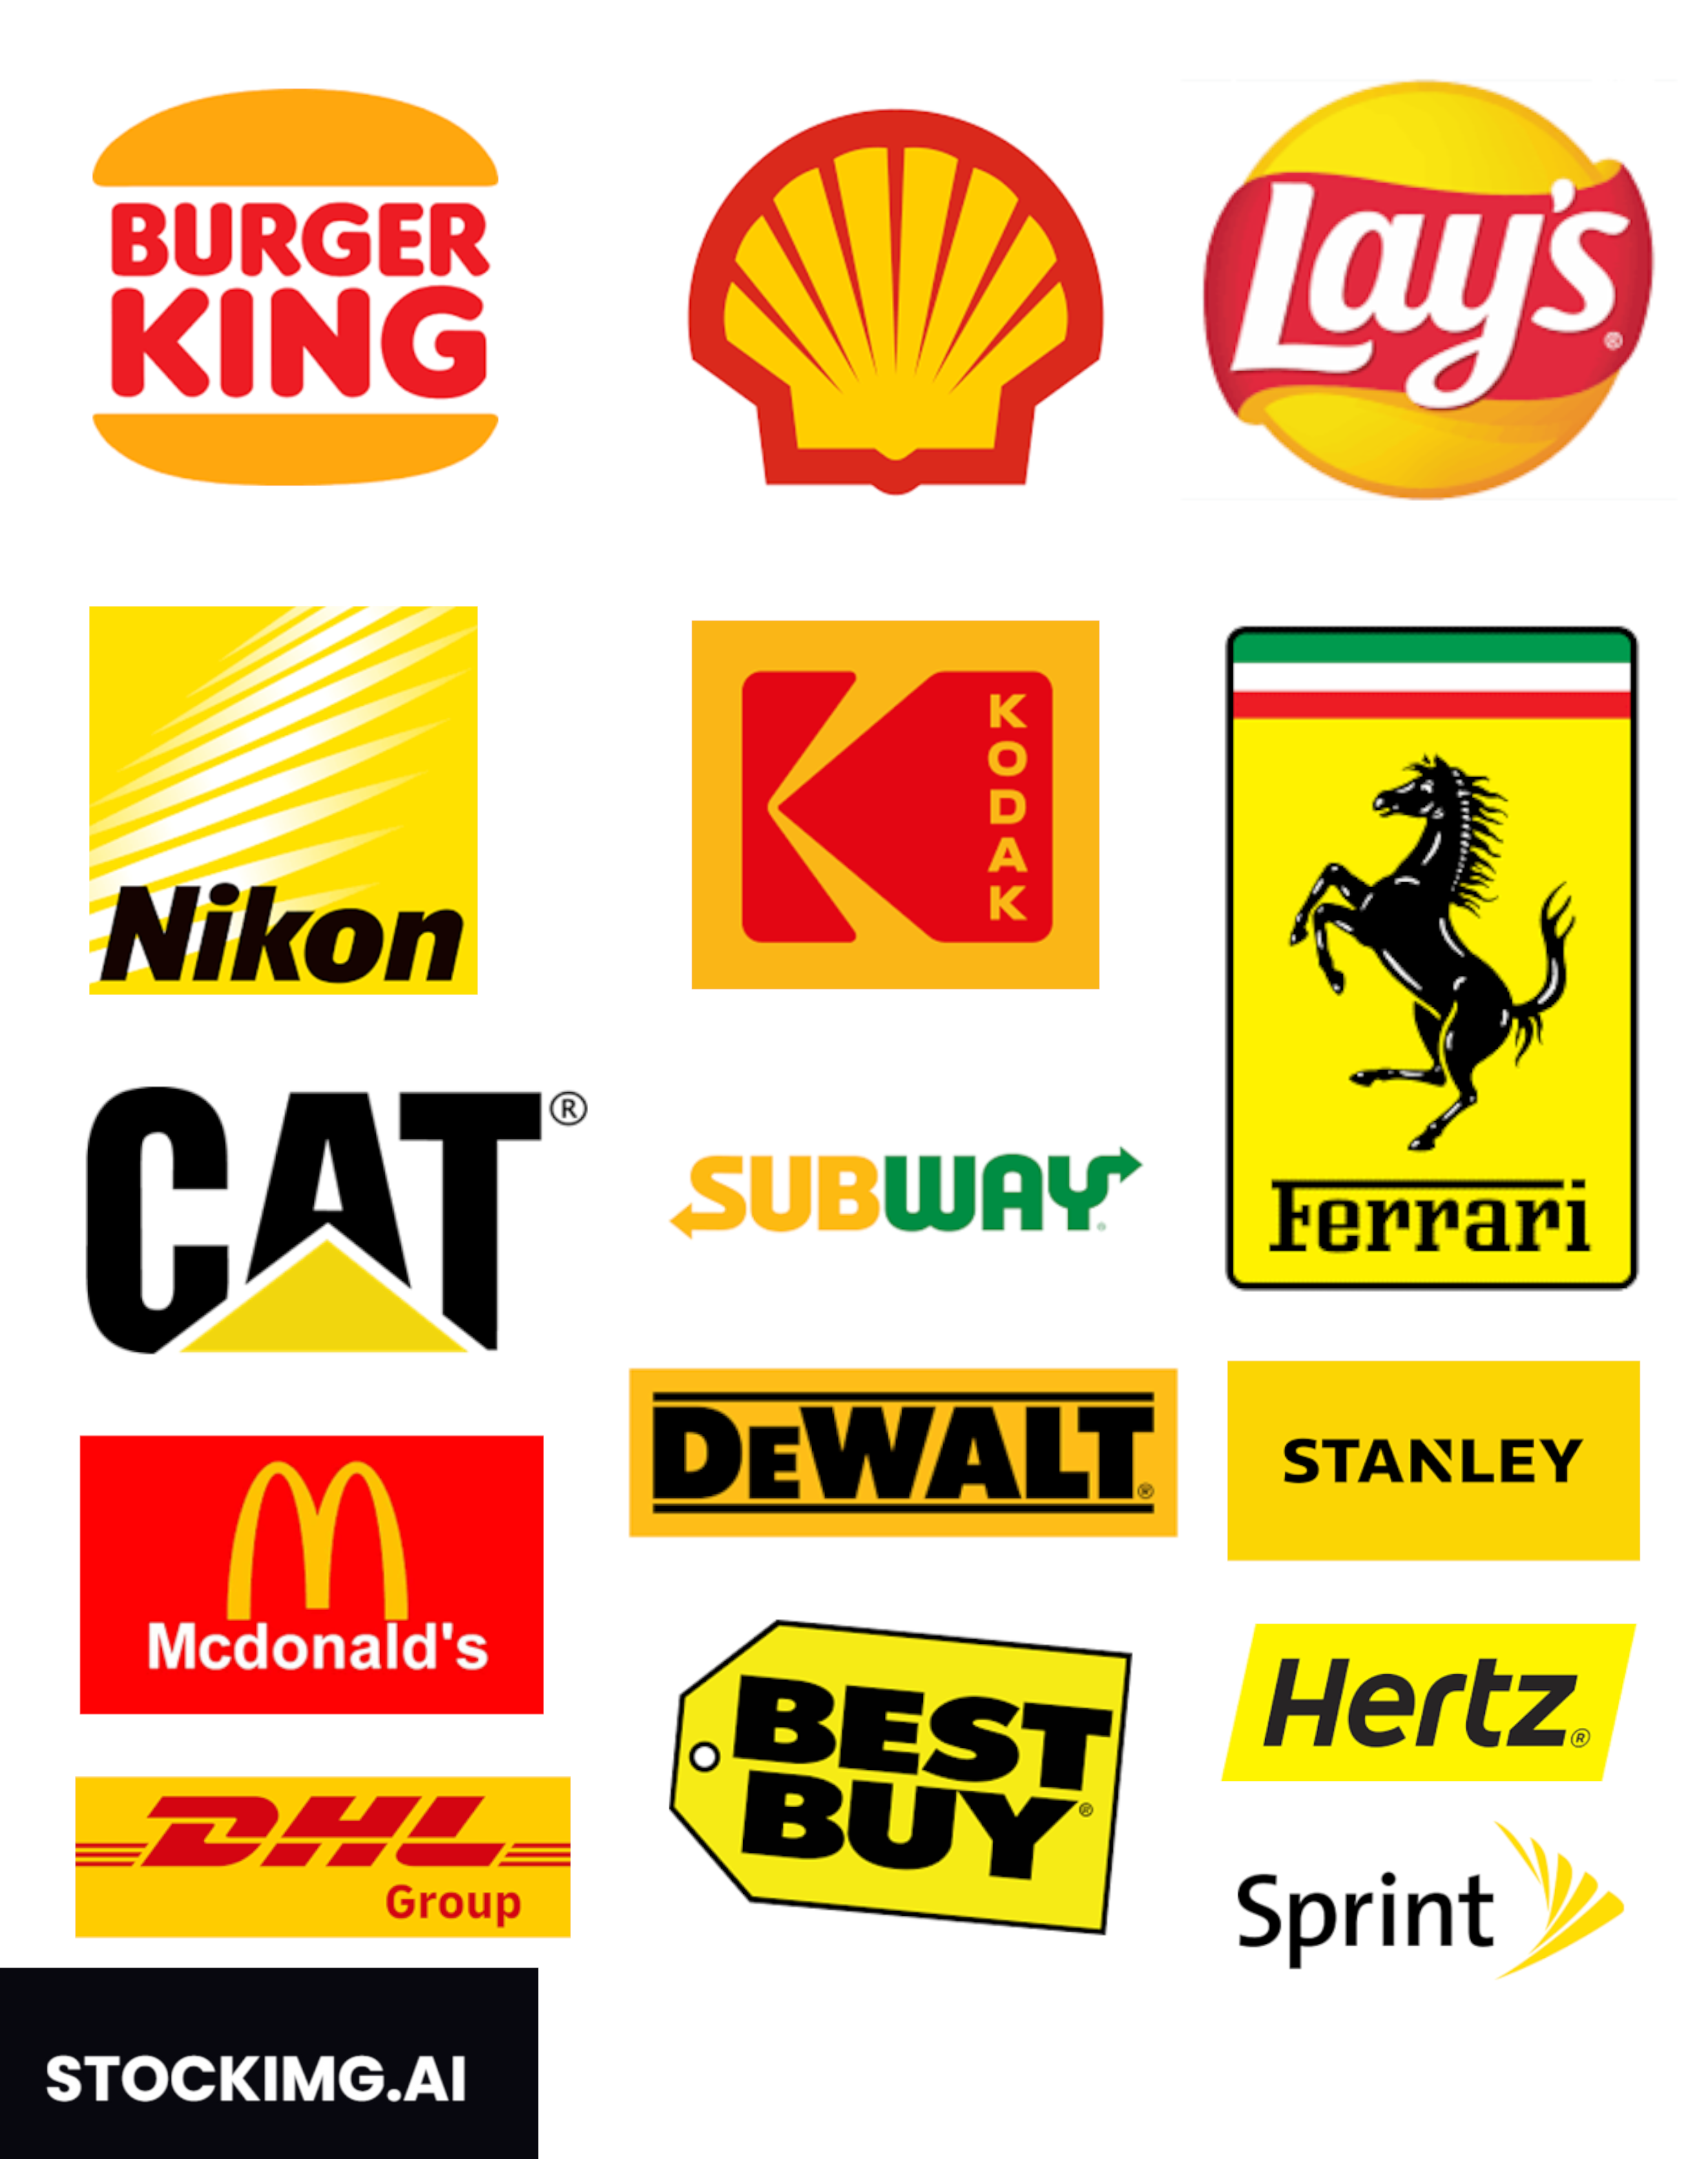 BURGER
KING
Lay's®
Nikon
KODAK
Ferrari
CAT®
SUBWAY®
DEWALT®
STANLEY
Mcdonald's
BEST
BUY®
Hertz®
DHL
Group
Sprint
STOCKIMG.AI